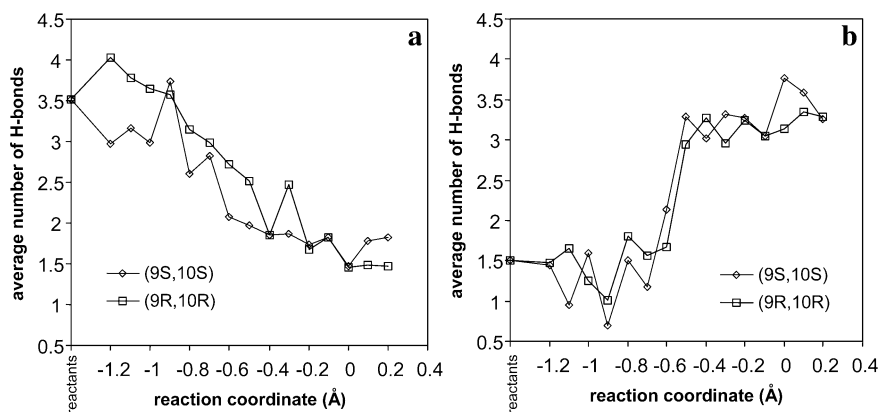 a
average number of H-bonds
4.5
4
3.5
3
2.5
2
1.5
1
0.5
(9S,10S)
(9R,10R)
reactants
-1.2 -1 -0.8 -0.6 -0.4 -0.2 0 0.2 0.4
reaction coordinate (Å)
b
average number of H-bonds
4.5
4
3.5
3
2.5
2
1.5
1
0.5
(9S,10S)
(9R,10R)
reactants
-1.2 -1 -0.8 -0.6 -0.4 -0.2 0 0.2 0.4
reaction coordinate (Å)